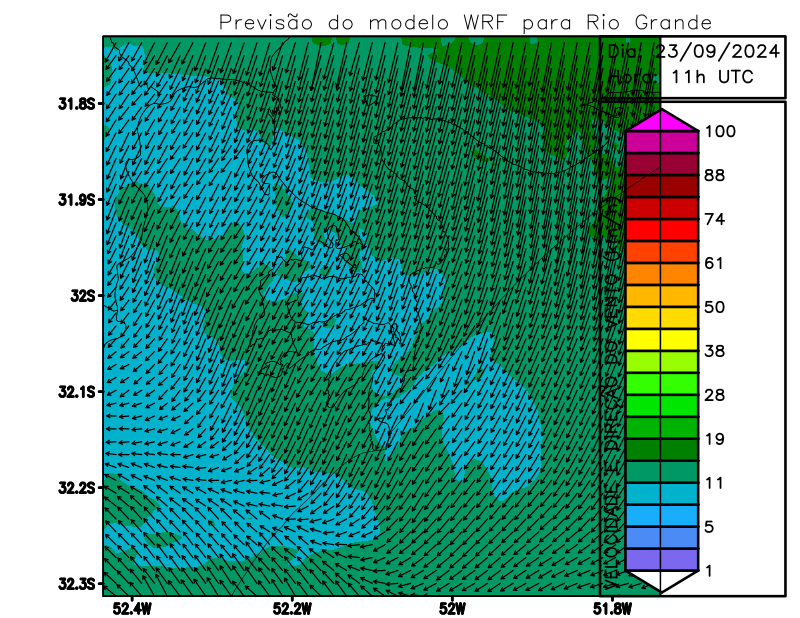 Previsão do modelo WRF para Rio Grande
Dia: 23/09/2024
Hora: 11h UTC
31.8S
31.9S
32S
32.1S
32.2S
32.3S
52.4W
52.2W
52W
51.8W
100
88
74
61
50
38
28
19
11
5
1
VELOCIDADE E DIREÇÃO DO VENTO